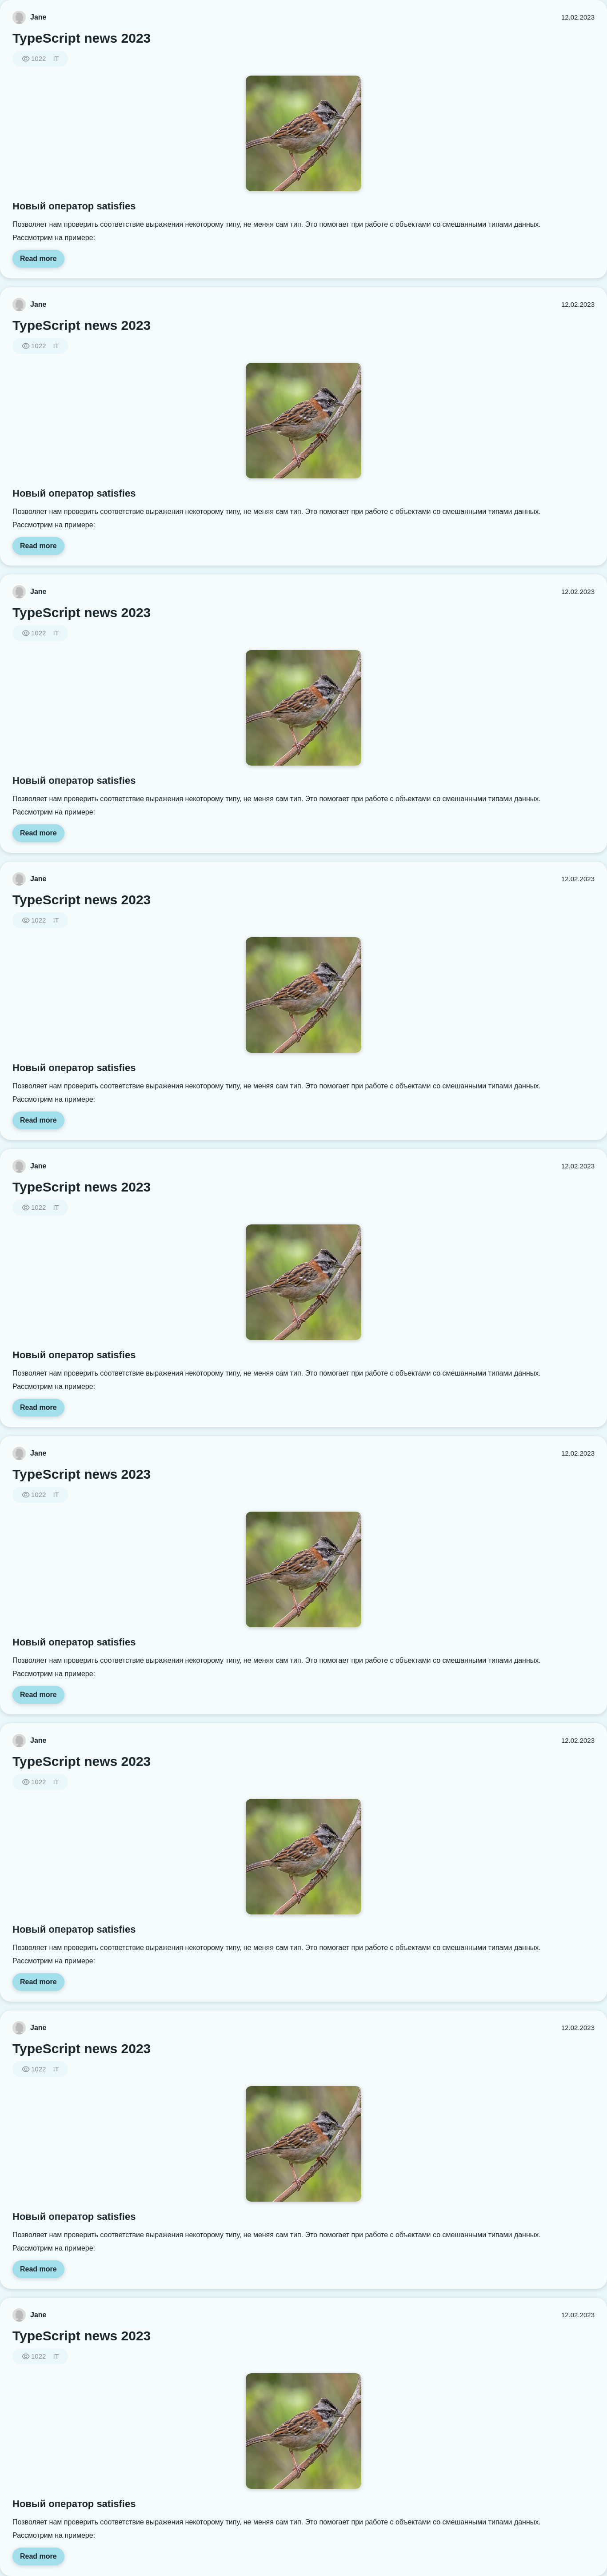 Jane 12.02.2023
TypeScript news 2023
1022 IT
Новый оператор satisfies
Позволяет нам проверить соответствие выражения некоторому типу, не меняя сам тип. Это помогает при работе с объектами со смешанными типами данных.
Рассмотрим на примере:
Read more
Jane 12.02.2023
TypeScript news 2023
1022 IT
Новый оператор satisfies
Позволяет нам проверить соответствие выражения некоторому типу, не меняя сам тип. Это помогает при работе с объектами со смешанными типами данных.
Рассмотрим на примере:
Read more
Jane 12.02.2023
TypeScript news 2023
1022 IT
Новый оператор satisfies
Позволяет нам проверить соответствие выражения некоторому типу, не меняя сам тип. Это помогает при работе с объектами со смешанными типами данных.
Рассмотрим на примере:
Read more
Jane 12.02.2023
TypeScript news 2023
1022 IT
Новый оператор satisfies
Позволяет нам проверить соответствие выражения некоторому типу, не меняя сам тип. Это помогает при работе с объектами со смешанными типами данных.
Рассмотрим на примере:
Read more
Jane 12.02.2023
TypeScript news 2023
1022 IT
Новый оператор satisfies
Позволяет нам проверить соответствие выражения некоторому типу, не меняя сам тип. Это помогает при работе с объектами со смешанными типами данных.
Рассмотрим на примере:
Read more
Jane 12.02.2023
TypeScript news 2023
1022 IT
Новый оператор satisfies
Позволяет нам проверить соответствие выражения некоторому типу, не меняя сам тип. Это помогает при работе с объектами со смешанными типами данных.
Рассмотрим на примере:
Read more
Jane 12.02.2023
TypeScript news 2023
1022 IT
Новый оператор satisfies
Позволяет нам проверить соответствие выражения некоторому типу, не меняя сам тип. Это помогает при работе с объектами со смешанными типами данных.
Рассмотрим на примере:
Read more
Jane 12.02.2023
TypeScript news 2023
1022 IT
Новый оператор satisfies
Позволяет нам проверить соответствие выражения некоторому типу, не меняя сам тип. Это помогает при работе с объектами со смешанными типами данных.
Рассмотрим на примере:
Read more
Jane 12.02.2023
TypeScript news 2023
1022 IT
Новый оператор satisfies
Позволяет нам проверить соответствие выражения некоторому типу, не меняя сам тип. Это помогает при работе с объектами со смешанными типами данных.
Рассмотрим на примере:
Read more